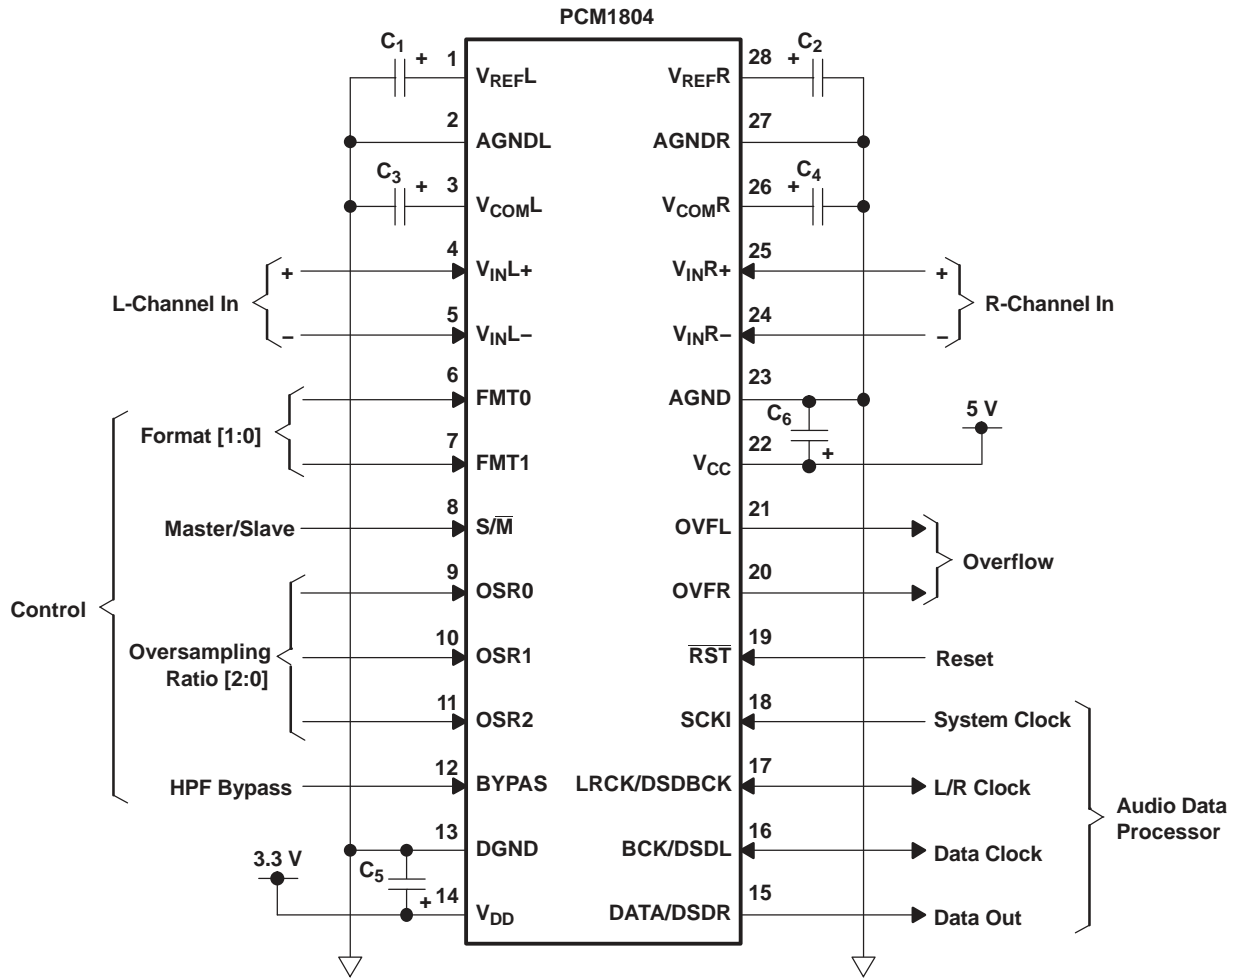 PCM1804
C1 + 1 VREFL
2 AGNDL
C3 + 3 VCOML
L-Channel In
+ 4 VINL+
− 5 VINL−
Control
Format [1:0]
6 FMT0
7 FMT1
Master/Slave 8 S/M̅
Oversampling
Ratio [2:0]
9 OSR0
10 OSR1
11 OSR2
HPF Bypass 12 BYPAS
13 DGND
3.3 V C5 + 14 VDD
VREFR 28 + C2
AGNDR 27
VCOMR 26 + C4
VINR+ 25 +
VINR− 24 −
R-Channel In
AGND 23
C6 +
5 V
VCC 22
OVFL 21
OVFR 20
Overflow
R̅S̅T̅ 19 Reset
SCKI 18 System Clock
LRCK/DSDBCK 17 L/R Clock
BCK/DSDL 16 Data Clock
DATA/DSDR 15 Data Out
Audio Data
Processor